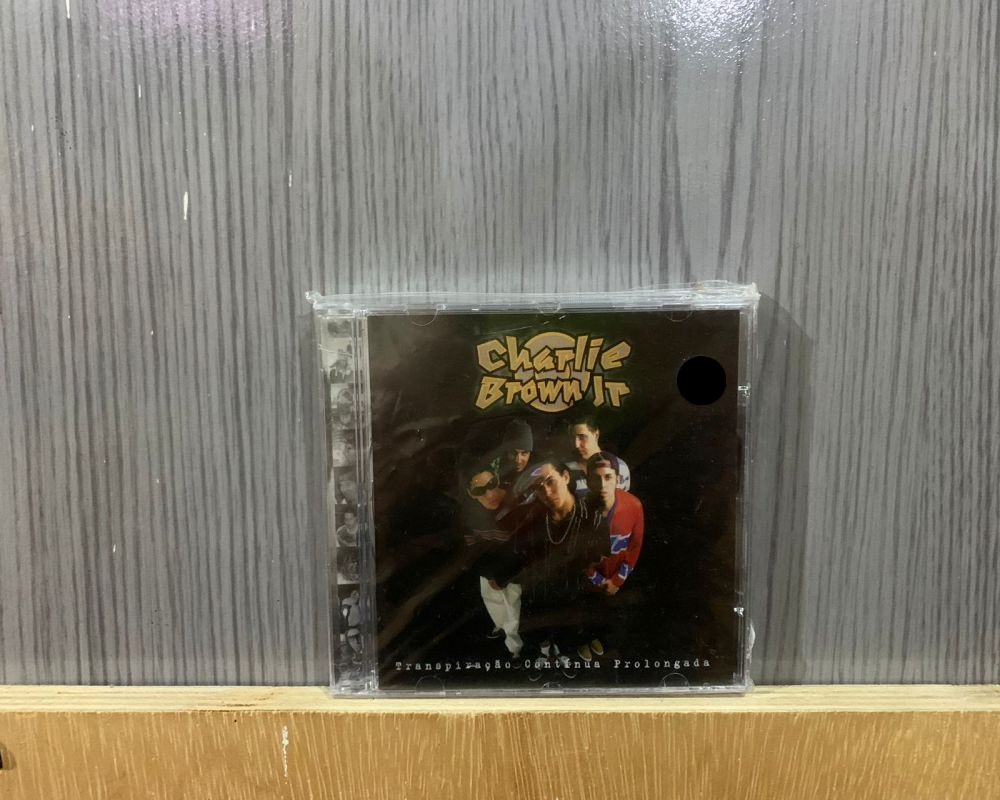 Charlie
Brown Jr
Transpiração Contínua Prolongada